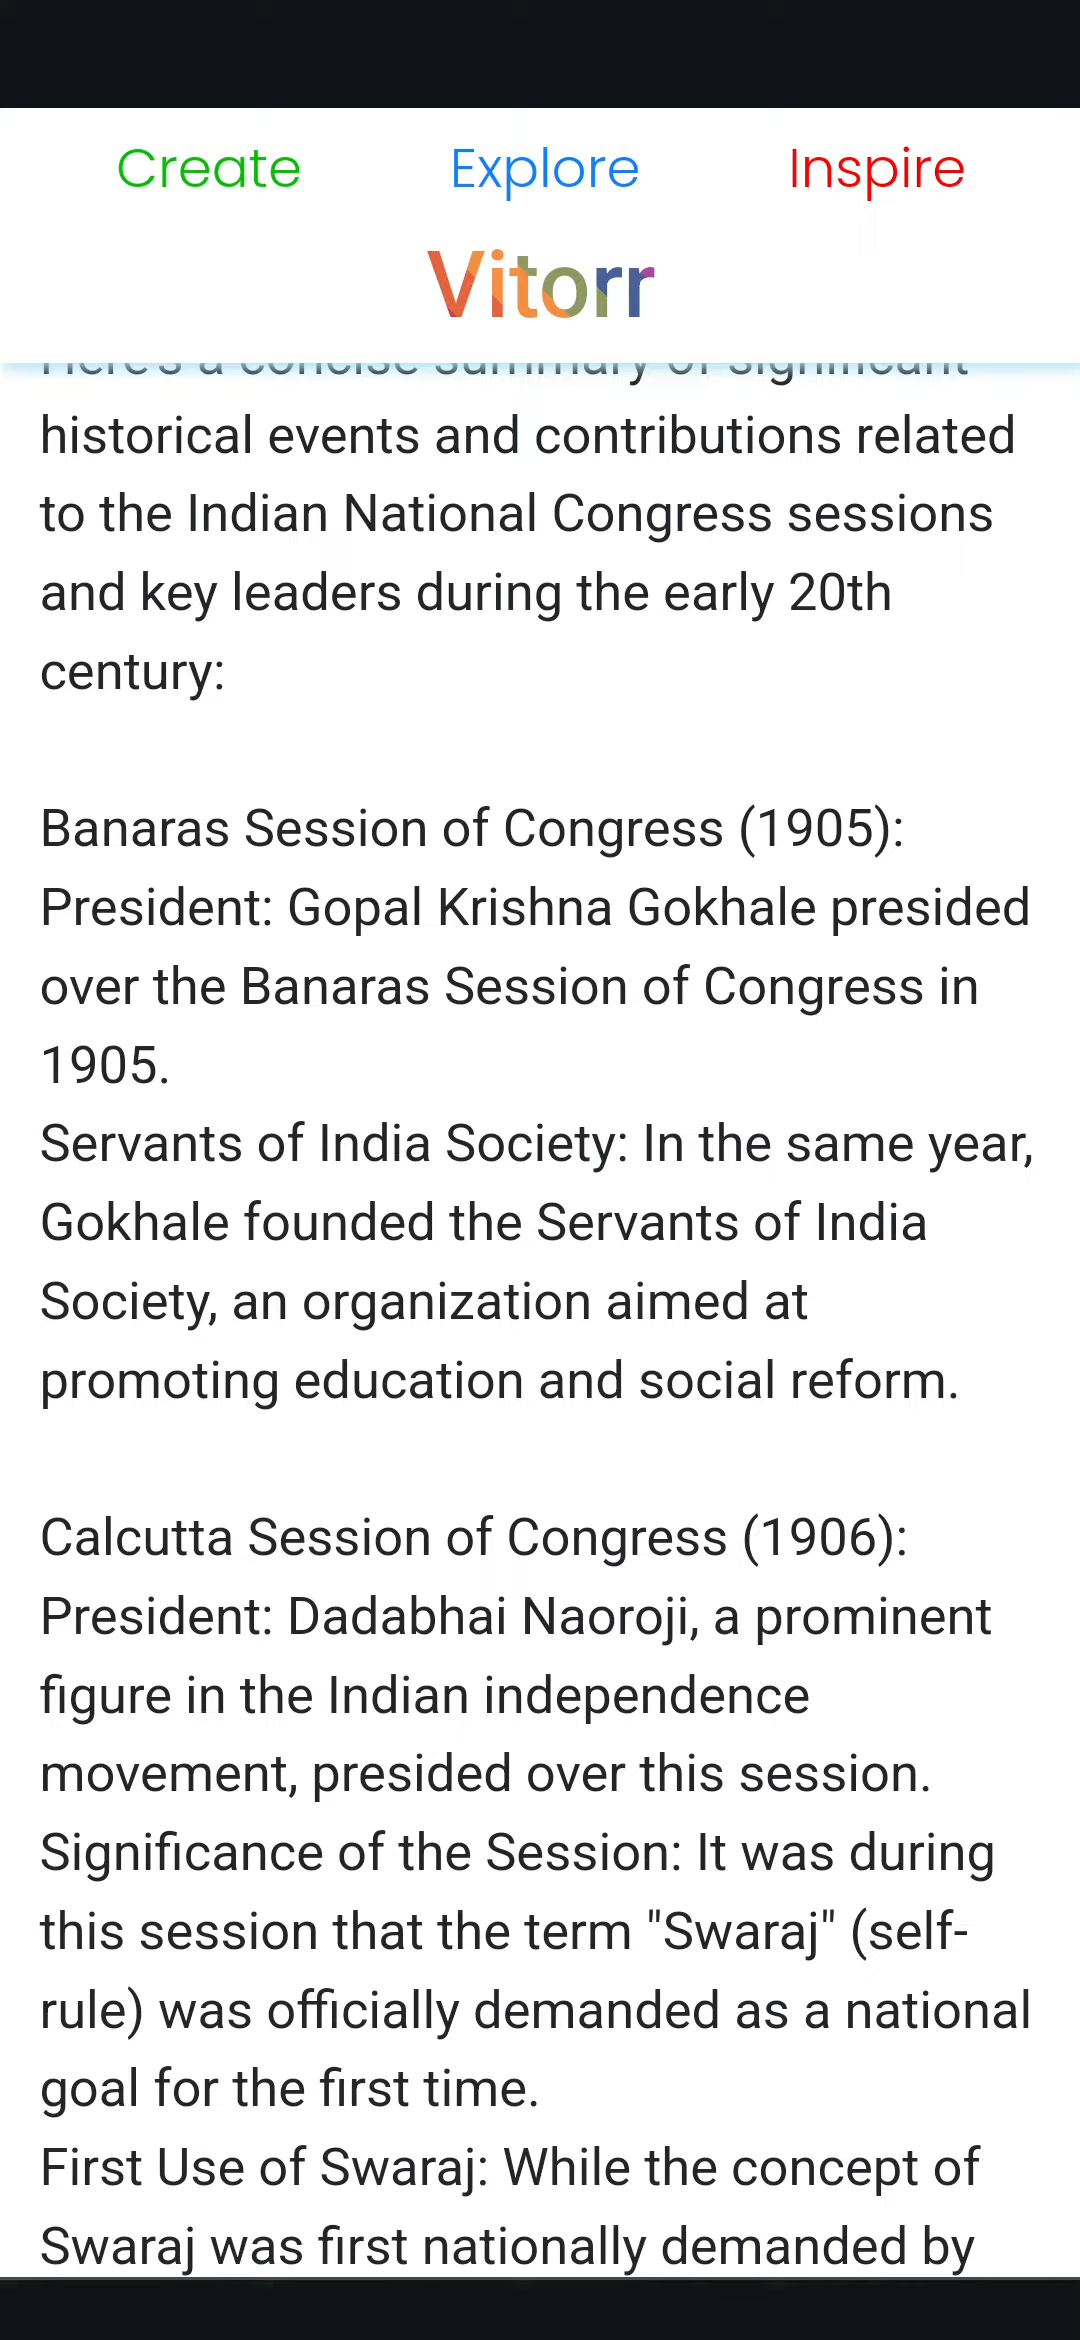 Create Explore Inspire
Vitorr
Here's a concise summary of significant
historical events and contributions related
to the Indian National Congress sessions
and key leaders during the early 20th
century:
Banaras Session of Congress (1905):
President: Gopal Krishna Gokhale presided
over the Banaras Session of Congress in
1905.
Servants of India Society: In the same year,
Gokhale founded the Servants of India
Society, an organization aimed at
promoting education and social reform.
Calcutta Session of Congress (1906):
President: Dadabhai Naoroji, a prominent
figure in the Indian independence
movement, presided over this session.
Significance of the Session: It was during
this session that the term "Swaraj" (self-
rule) was officially demanded as a national
goal for the first time.
First Use of Swaraj: While the concept of
Swaraj was first nationally demanded by